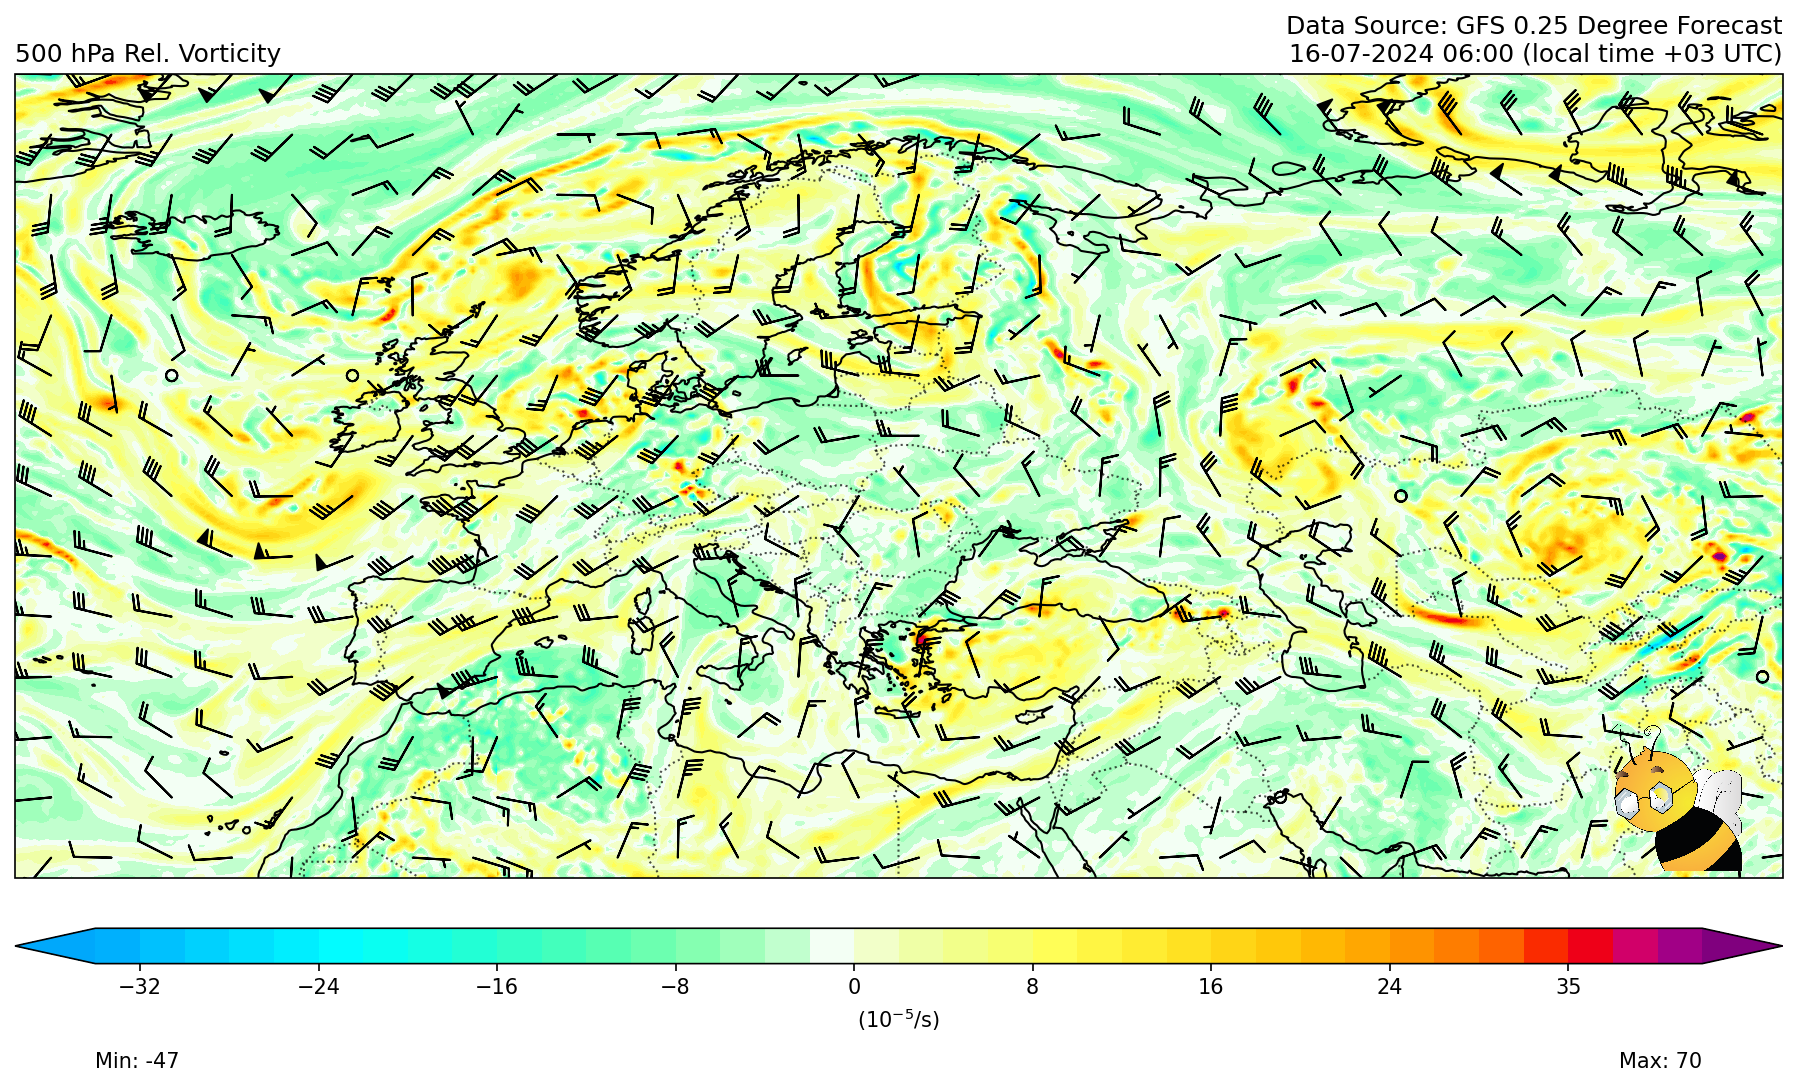 Data Source: GFS 0.25 Degree Forecast
500 hPa Rel. Vorticity
16-07-2024 06:00 (local time +03 UTC)
−32 −24 −16 −8 0 8 16 24 35
(10⁻⁵/s)
Min: -47
Max: 70